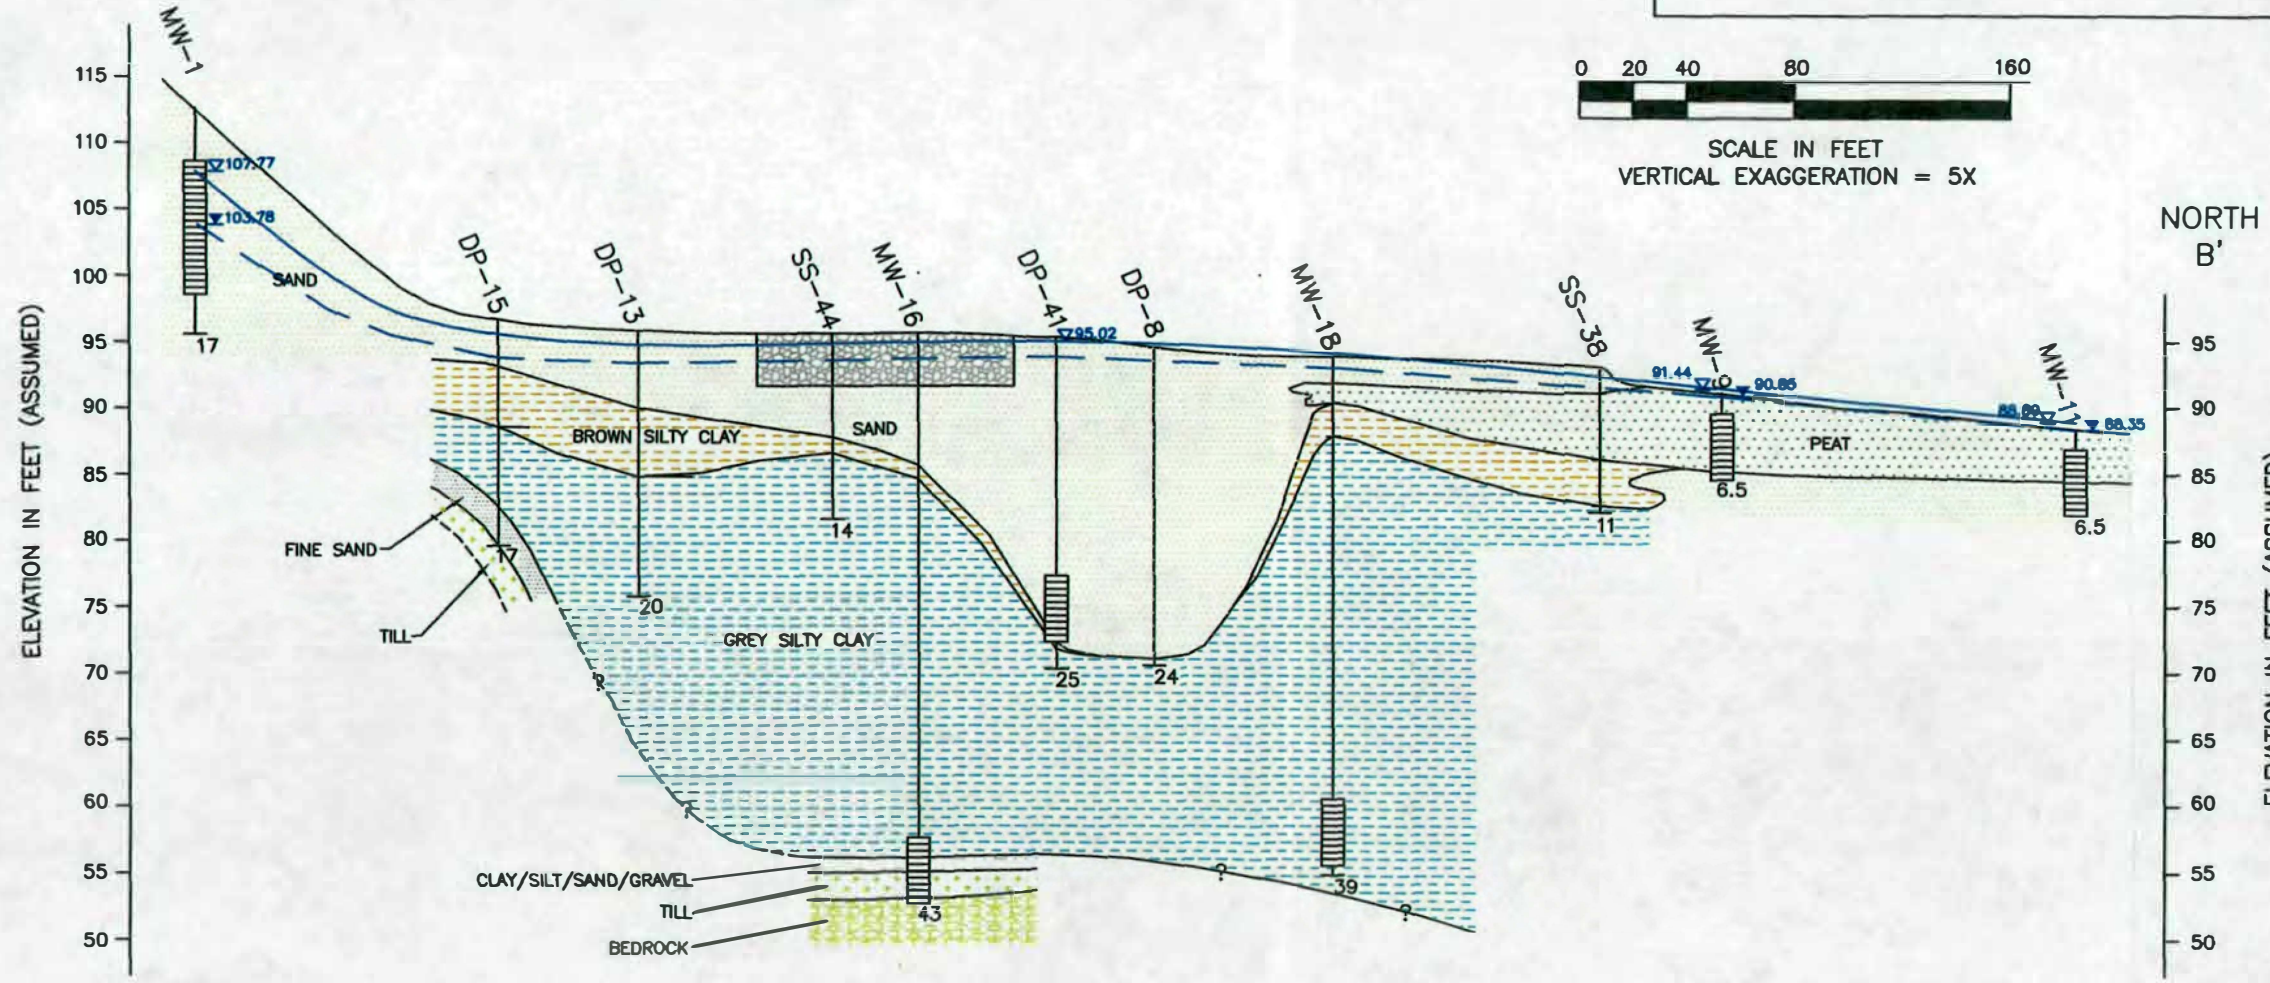 MW-1
0 20 40 80 160
SCALE IN FEET
VERTICAL EXAGGERATION = 5X
NORTH
B'
ELEVATION IN FEET (ASSUMED)
115
110
105
100
95
90
85
80
75
70
65
60
55
50
107.77
103.78
SAND
17
DP-15
DP-13
SS-44
MW-16
DP-41
DP-8
MW-18
SS-38
MW-9
95.02
91.44
90.85
88.35
BROWN SILTY CLAY
SAND
PEAT
6.5
6.5
14
11
FINE SAND
17
TILL
20
GREY SILTY CLAY
25
24
?
?
?
?
39
CLAY/SILT/SAND/GRAVEL
TILL
43
BEDROCK
95
90
85
80
75
70
65
60
55
50